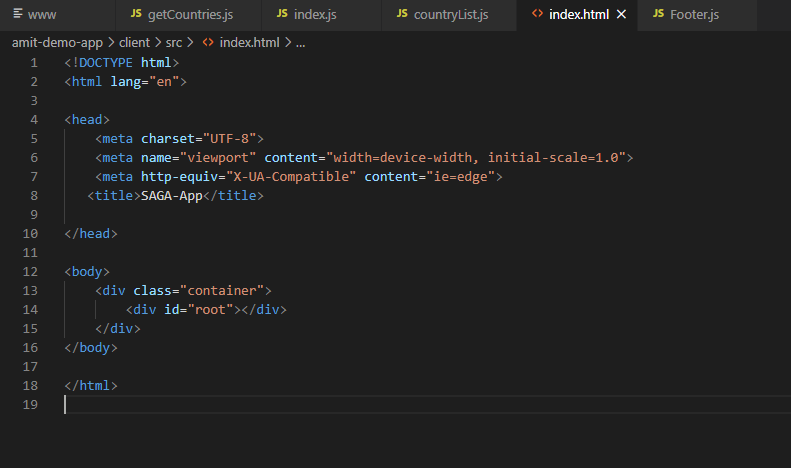 www JS getCountries.js JS index.js JS countryList.js <> index.html × JS Footer.js
amit-demo-app > client > src > <> index.html > ...
1 <!DOCTYPE html>
2 <html lang="en">
3
4 <head>
5 <meta charset="UTF-8">
6 <meta name="viewport" content="width=device-width, initial-scale=1.0">
7 <meta http-equiv="X-UA-Compatible" content="ie=edge">
8 <title>SAGA-App</title>
9
10 </head>
11
12 <body>
13 <div class="container">
14 <div id="root"></div>
15 </div>
16 </body>
17
18 </html>
19